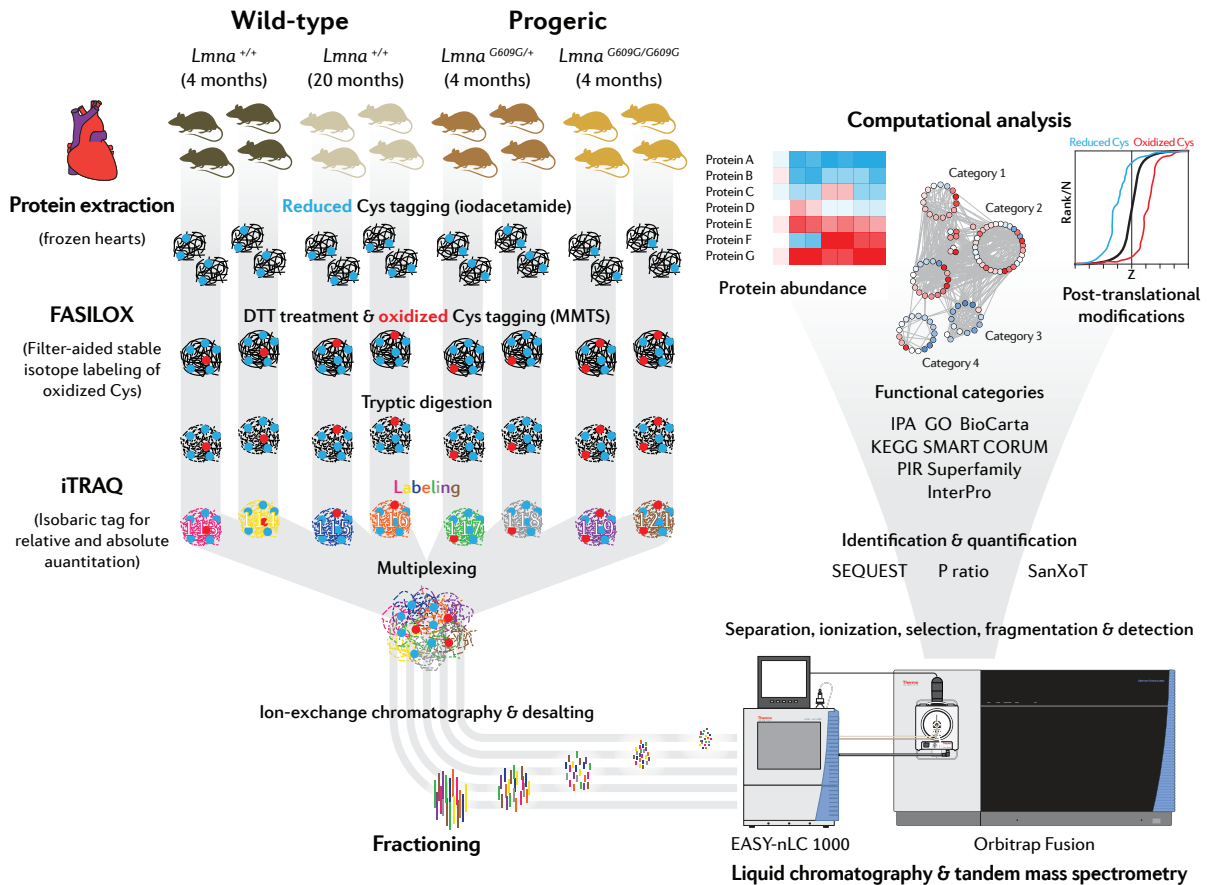 Wild-type
Progeric
Lmna +/+
(4 months)
Lmna +/+
(20 months)
Lmna G609G/+
(4 months)
Lmna G609G/G609G
(4 months)
Protein extraction
(frozen hearts)
Reduced Cys tagging (iodacetamide)
FASILOX
(Filter-aided stable
isotope labeling of
oxidized Cys)
DTT treatment & oxidized Cys tagging (MMTS)
Tryptic digestion
iTRAQ
(Isobaric tag for
relative and absolute
auantitation)
Labeling
113
115
116
117
118
119
121
Multiplexing
Ion-exchange chromatography & desalting
Fractioning
Computational analysis
Protein A
Protein B
Protein C
Protein D
Protein E
Protein F
Protein G
Protein abundance
Category 1
Category 2
Category 3
Category 4
Functional categories
Reduced Cys
Oxidized Cys
Rank/N
Z
Post-translational
modifications
IPA GO BioCarta
KEGG SMART CORUM
PIR Superfamily
InterPro
Identification & quantification
SEQUEST P ratio SanXoT
Separation, ionization, selection, fragmentation & detection
Thermo
Thermo
EASY-nLC 1000
Orbitrap Fusion
Liquid chromatography & tandem mass spectrometry